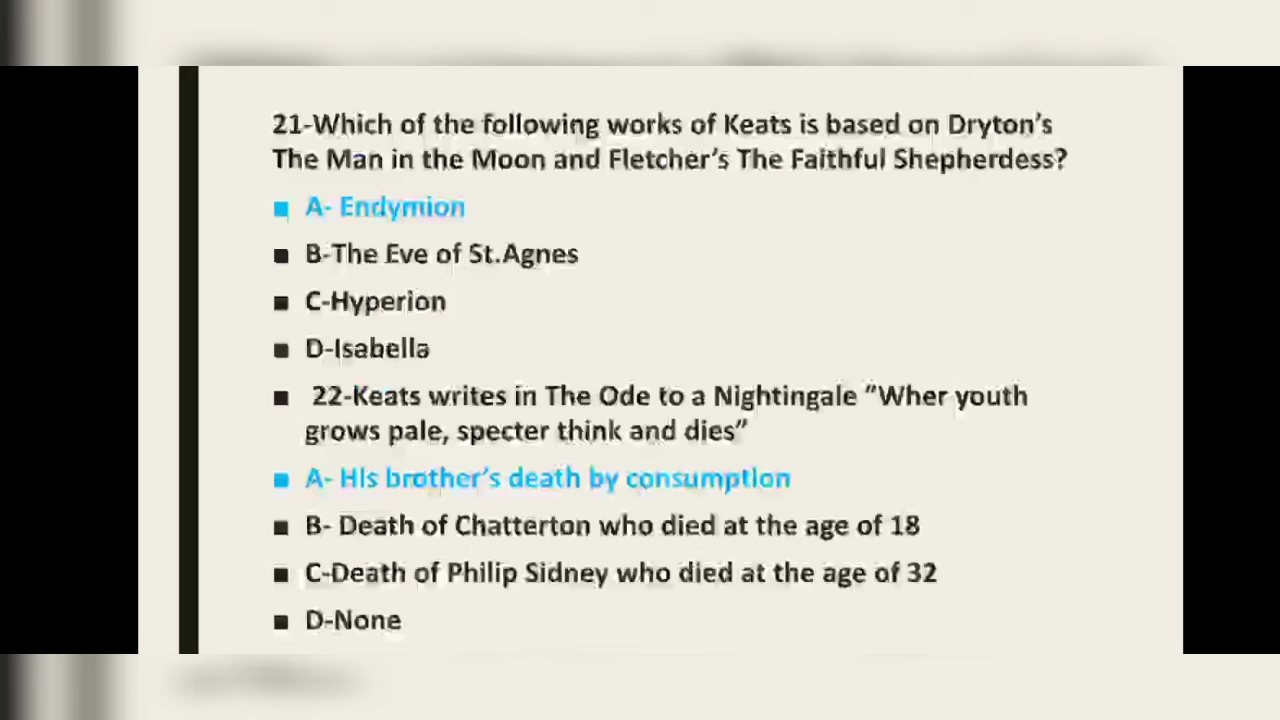 21-Which of the following works of Keats is based on Dryton's
The Man in the Moon and Fletcher's The Faithful Shepherdess?
A- Endymion
B-The Eve of St.Agnes
C-Hyperion
D-Isabella
22-Keats writes in The Ode to a Nightingale "Wher youth
grows pale, specter think and dies"
A- His brother's death by consumption
B- Death of Chatterton who died at the age of 18
C-Death of Philip Sidney who died at the age of 32
D-None